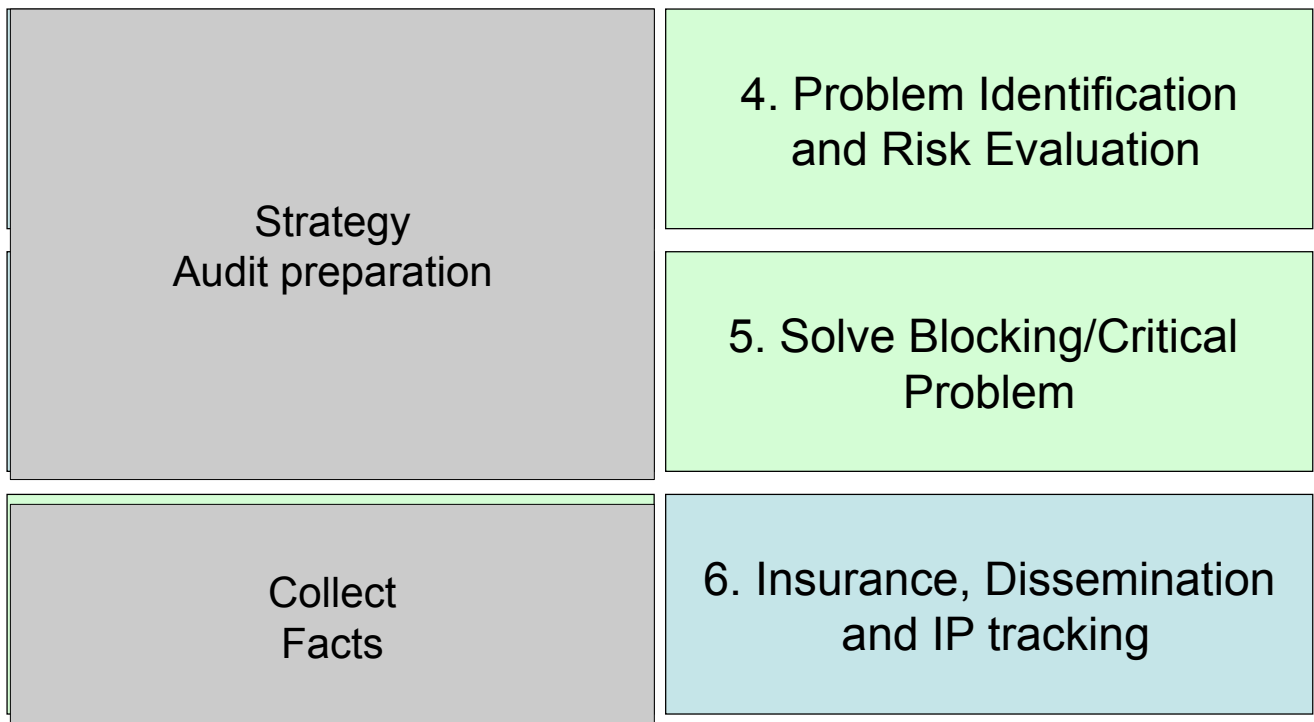 Strategy
Audit preparation
Collect
Facts
4. Problem Identification
and Risk Evaluation
5. Solve Blocking/Critical
Problem
6. Insurance, Dissemination
and IP tracking